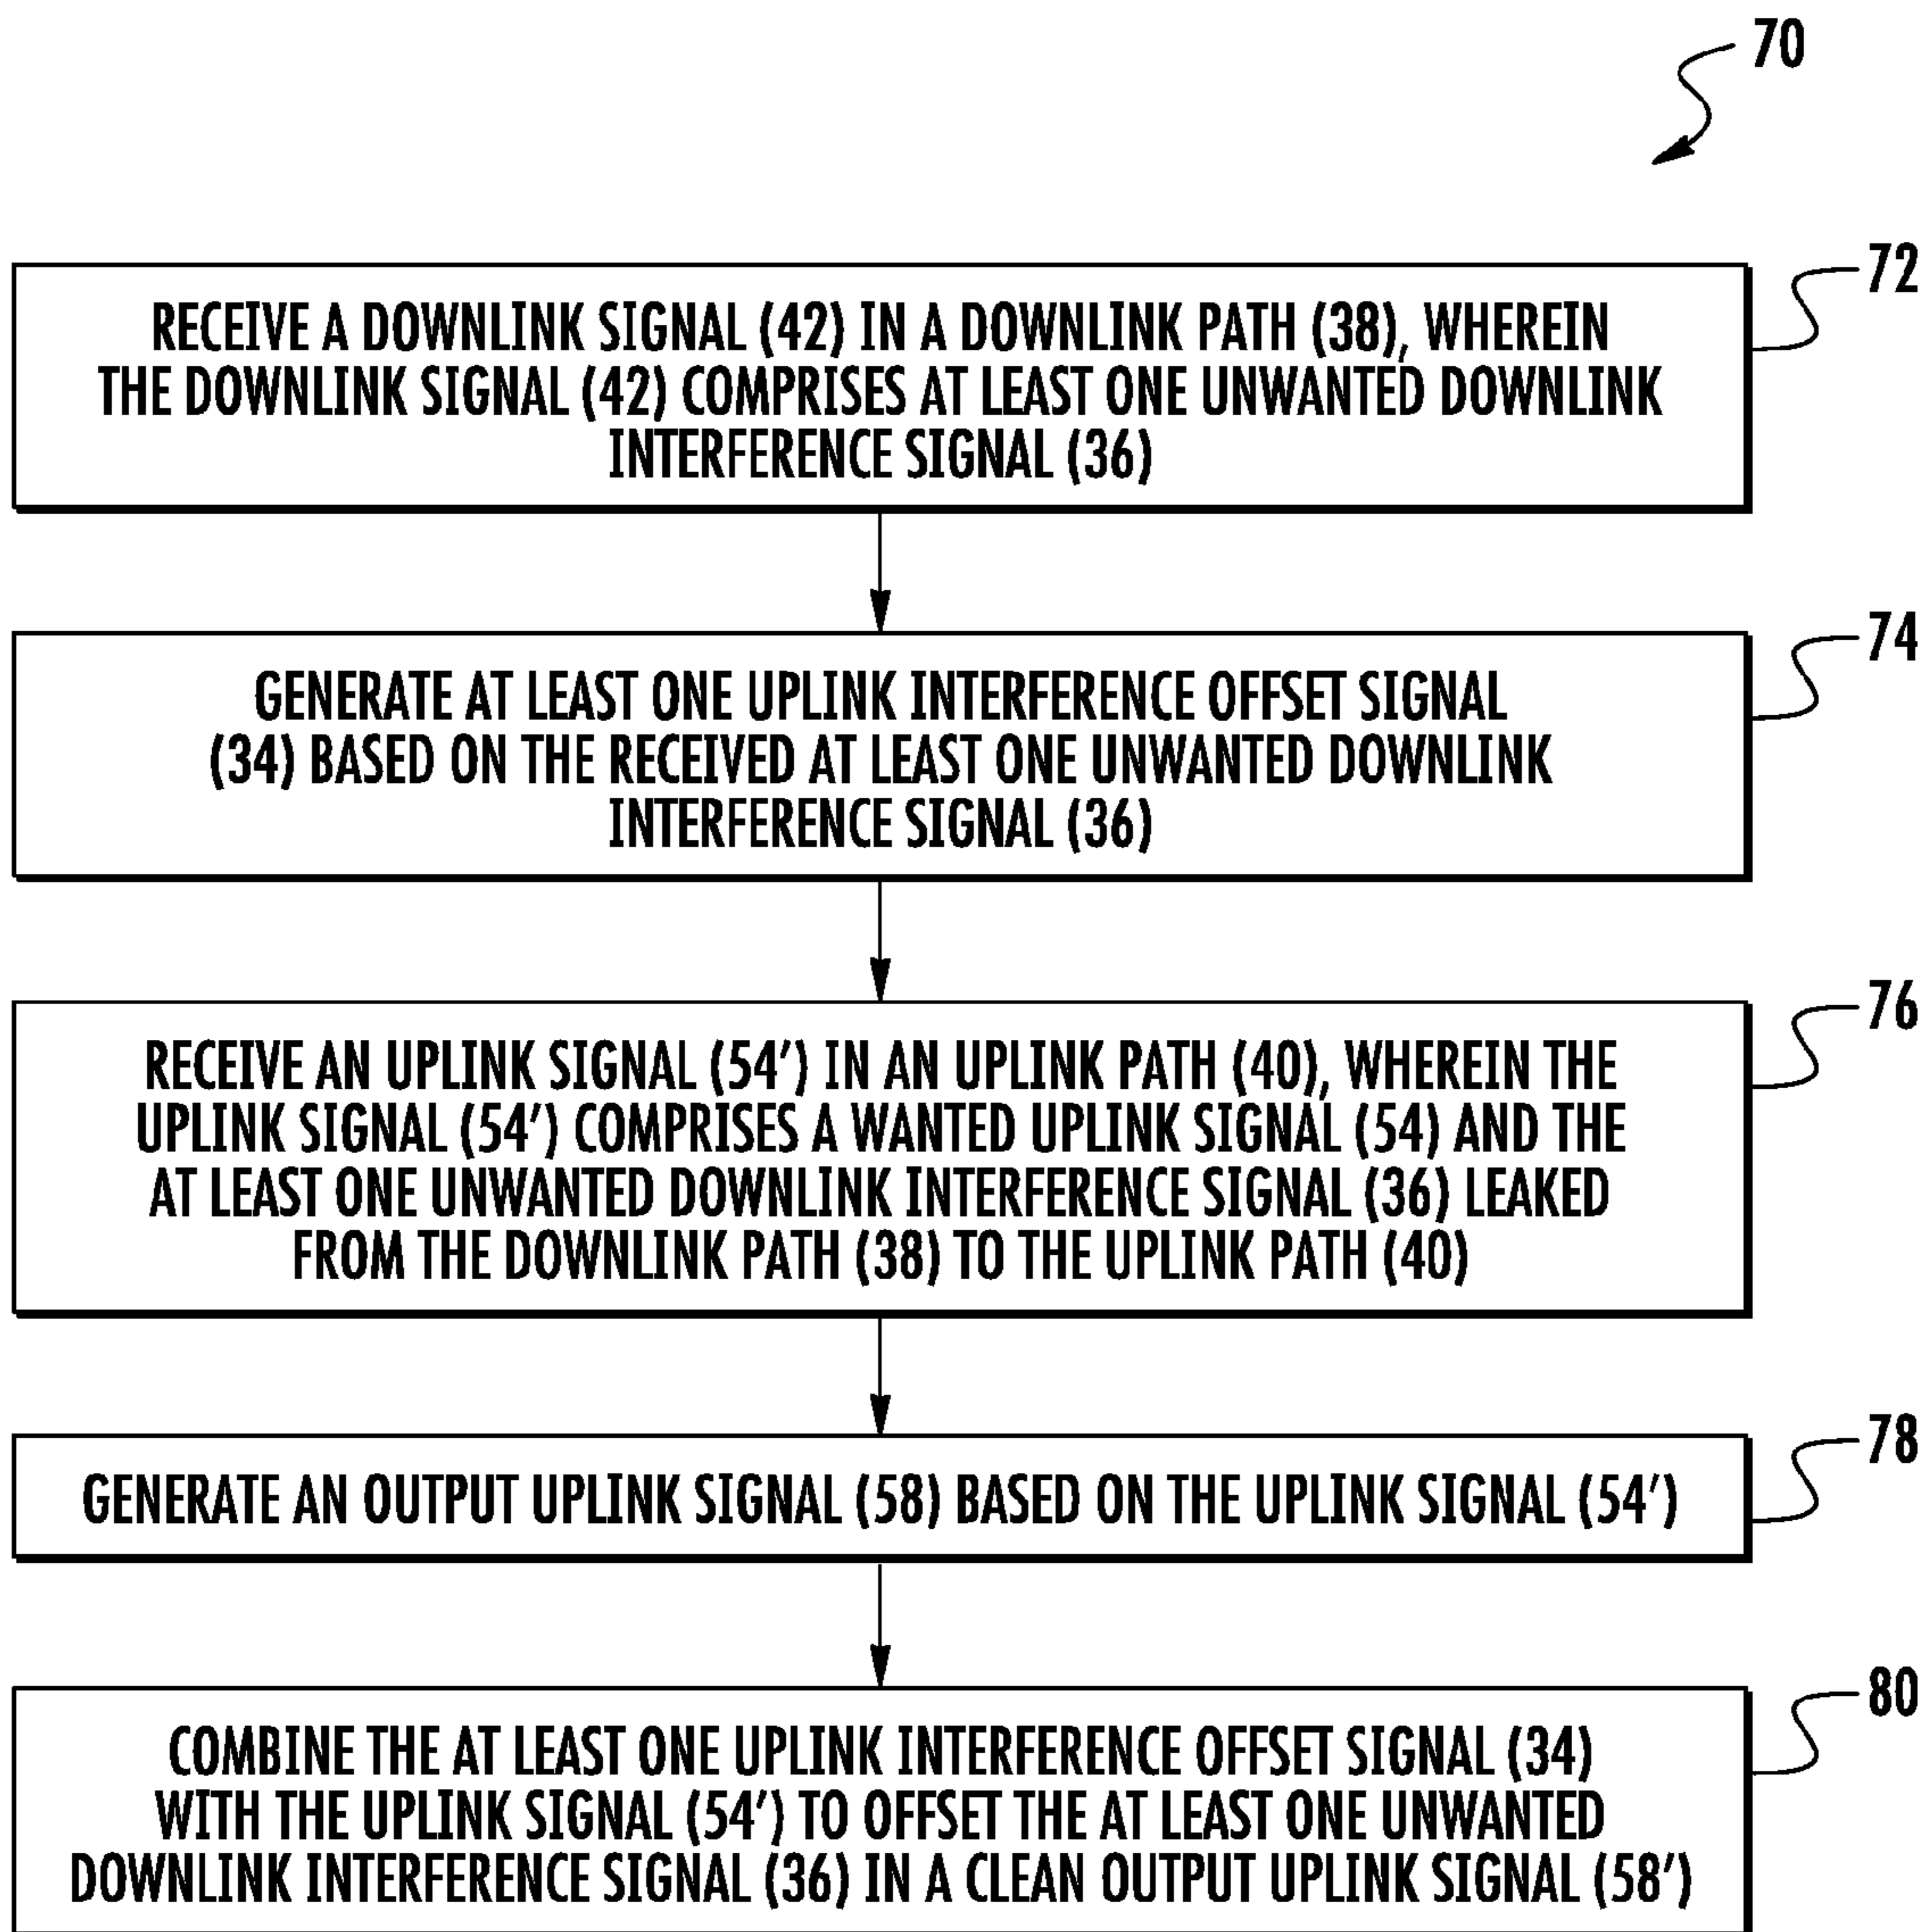 70
72
RECEIVE A DOWNLINK SIGNAL (42) IN A DOWNLINK PATH (38), WHEREIN
THE DOWNLINK SIGNAL (42) COMPRISES AT LEAST ONE UNWANTED DOWNLINK
INTERFERENCE SIGNAL (36)
74
GENERATE AT LEAST ONE UPLINK INTERFERENCE OFFSET SIGNAL
(34) BASED ON THE RECEIVED AT LEAST ONE UNWANTED DOWNLINK
INTERFERENCE SIGNAL (36)
76
RECEIVE AN UPLINK SIGNAL (54′) IN AN UPLINK PATH (40), WHEREIN THE
UPLINK SIGNAL (54′) COMPRISES A WANTED UPLINK SIGNAL (54) AND THE
AT LEAST ONE UNWANTED DOWNLINK INTERFERENCE SIGNAL (36) LEAKED
FROM THE DOWNLINK PATH (38) TO THE UPLINK PATH (40)
78
GENERATE AN OUTPUT UPLINK SIGNAL (58) BASED ON THE UPLINK SIGNAL (54′)
80
COMBINE THE AT LEAST ONE UPLINK INTERFERENCE OFFSET SIGNAL (34)
WITH THE UPLINK SIGNAL (54′) TO OFFSET THE AT LEAST ONE UNWANTED
DOWNLINK INTERFERENCE SIGNAL (36) IN A CLEAN OUTPUT UPLINK SIGNAL (58′)